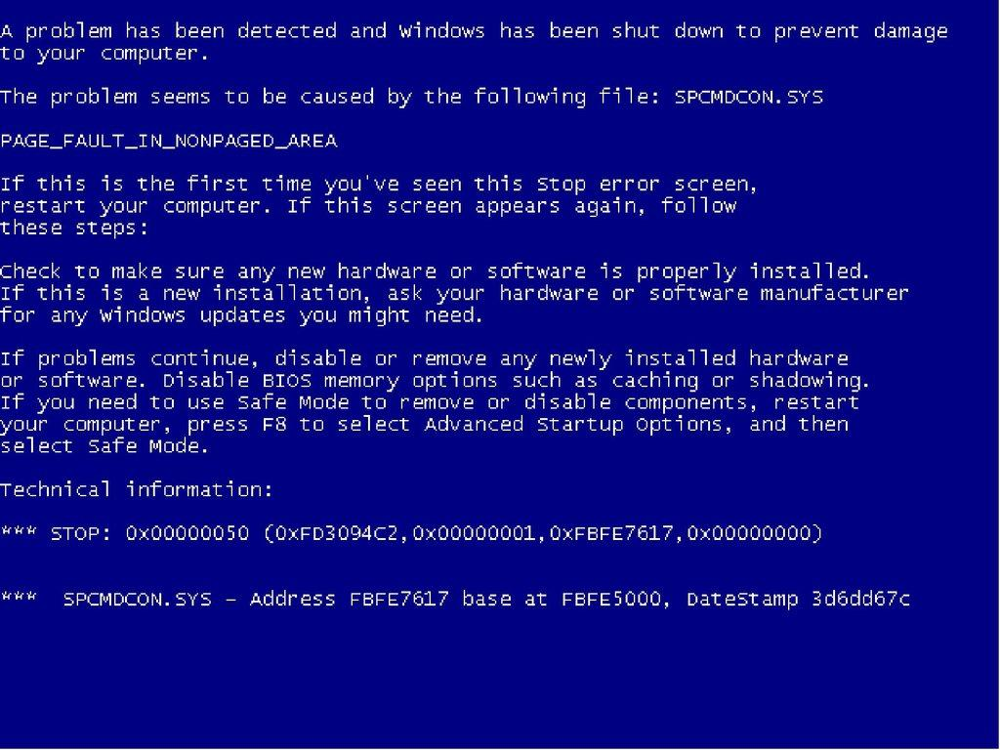 A problem has been detected and Windows has been shut down to prevent damage
to your computer.
The problem seems to be caused by the following file: SPCMDCON.SYS
PAGE_FAULT_IN_NONPAGED_AREA
If this is the first time you've seen this Stop error screen,
restart your computer. If this screen appears again, follow
these steps:
Check to make sure any new hardware or software is properly installed.
If this is a new installation, ask your hardware or software manufacturer
for any Windows updates you might need.
If problems continue, disable or remove any newly installed hardware
or software. Disable BIOS memory options such as caching or shadowing.
If you need to use Safe Mode to remove or disable components, restart
your computer, press F8 to select Advanced Startup Options, and then
select Safe Mode.
Technical information:
*** STOP: 0x00000050 (0xFD3094C2,0x00000001,0xFBFE7617,0x00000000)
*** SPCMDCON.SYS - Address FBFE7617 base at FBFE5000, DateStamp 3d6dd67c